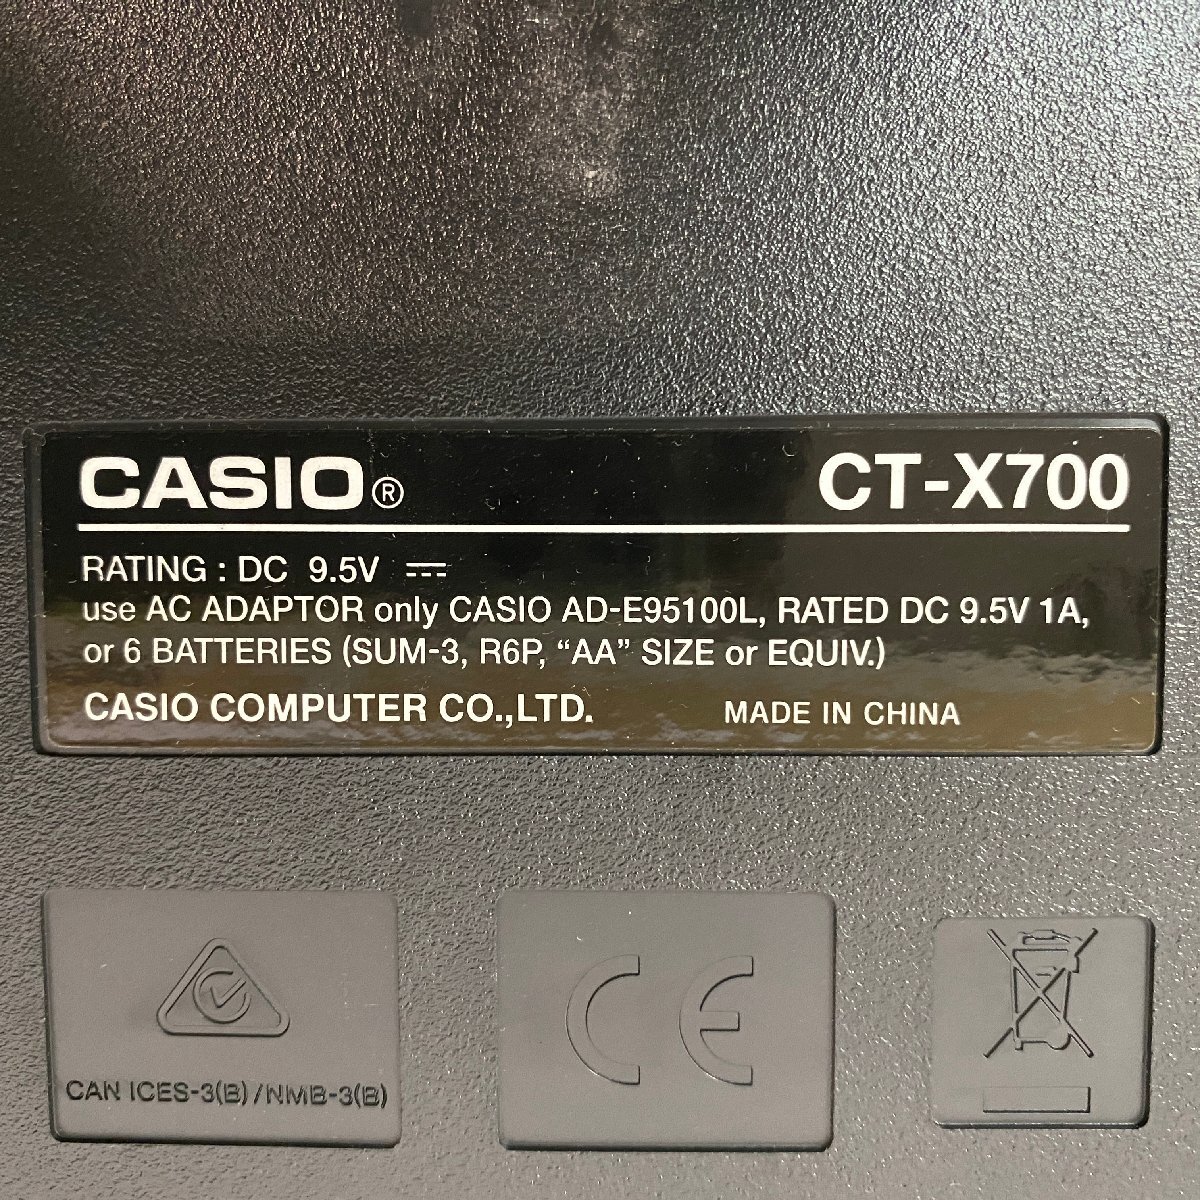 CASIO® CT-X700
RATING : DC 9.5V ⎓
use AC ADAPTOR only CASIO AD-E95100L, RATED DC 9.5V 1A,
or 6 BATTERIES (SUM-3, R6P, “AA” SIZE or EQUIV.)
CASIO COMPUTER CO.,LTD. MADE IN CHINA
CE
CAN ICES-3(B)/NMB-3(B)